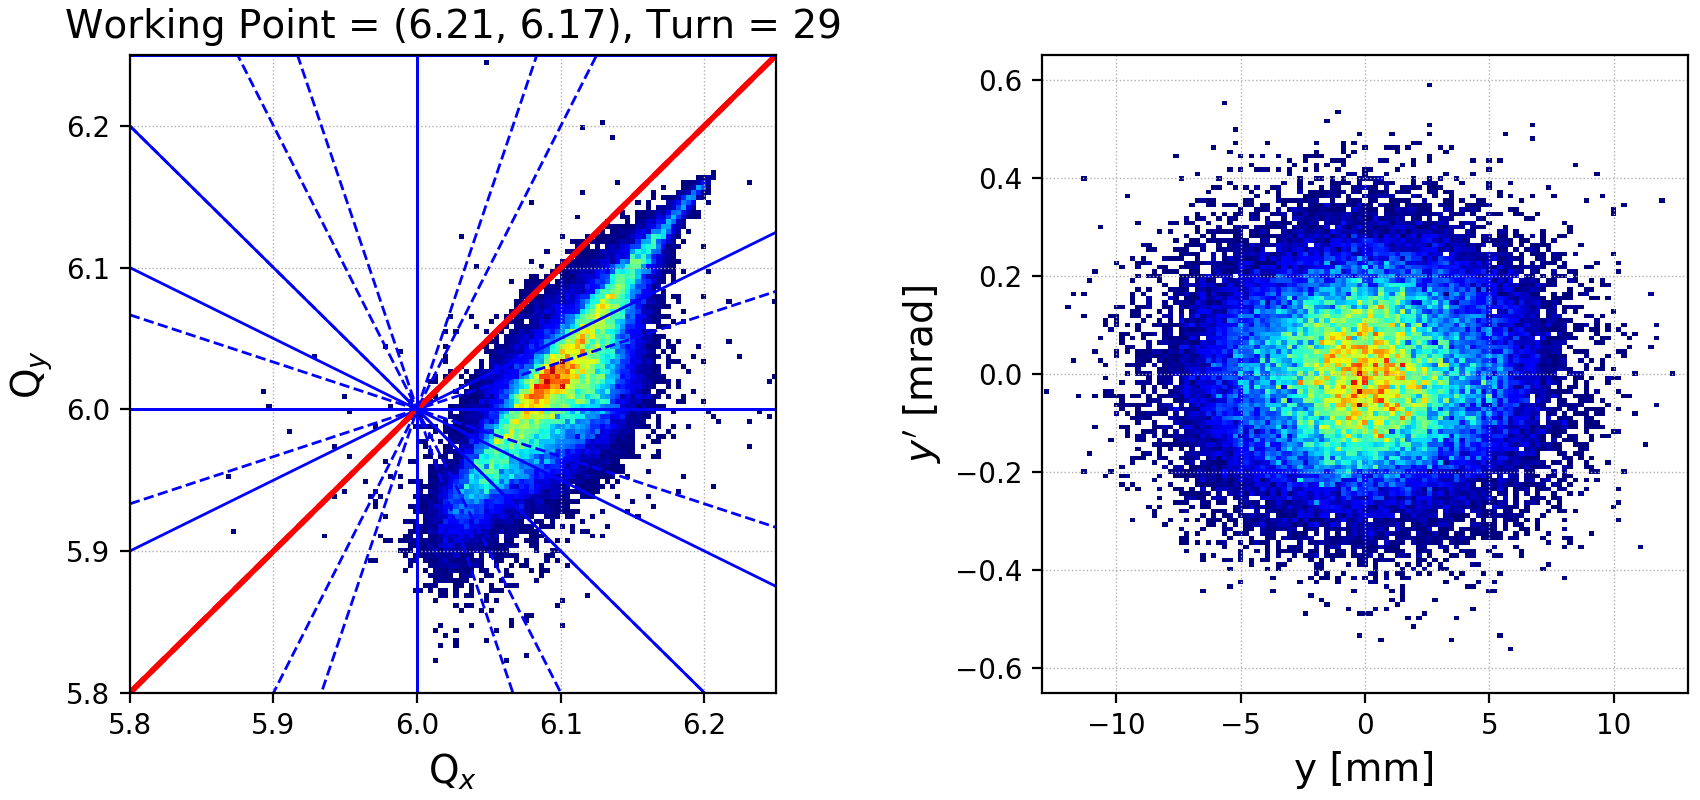 Working Point = (6.21, 6.17), Turn = 29
6.2
6.1
6.0
5.9
5.8
Q_y
5.8 5.9 6.0 6.1 6.2
Q_x
0.6
0.4
0.2
0.0
−0.2
−0.4
−0.6
y′ [mrad]
−10 −5 0 5 10
y [mm]